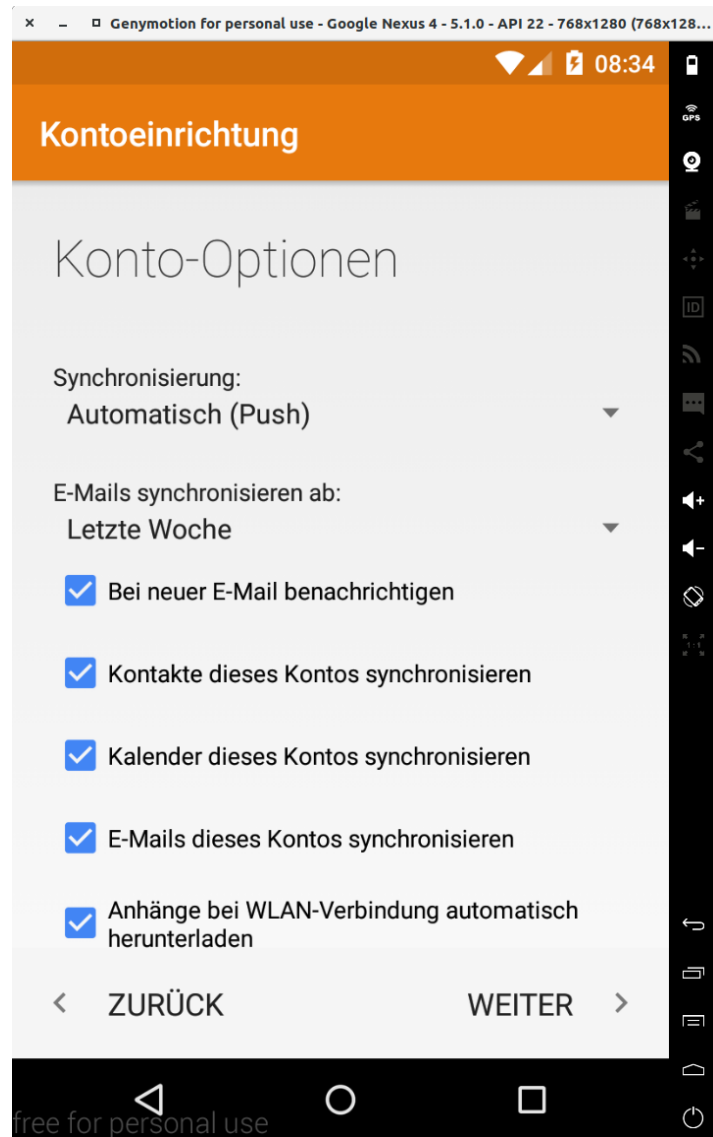 Genymotion for personal use - Google Nexus 4 - 5.1.0 - API 22 - 768x1280 (768x128...
08:34
Kontoeinrichtung
GPS
Konto-Optionen
ID
Synchronisierung:
Automatisch (Push)
E-Mails synchronisieren ab:
Letzte Woche
Bei neuer E-Mail benachrichtigen
1:1
Kontakte dieses Kontos synchronisieren
Kalender dieses Kontos synchronisieren
E-Mails dieses Kontos synchronisieren
Anhänge bei WLAN-Verbindung automatisch
herunterladen
ZURÜCK
WEITER
free for personal use